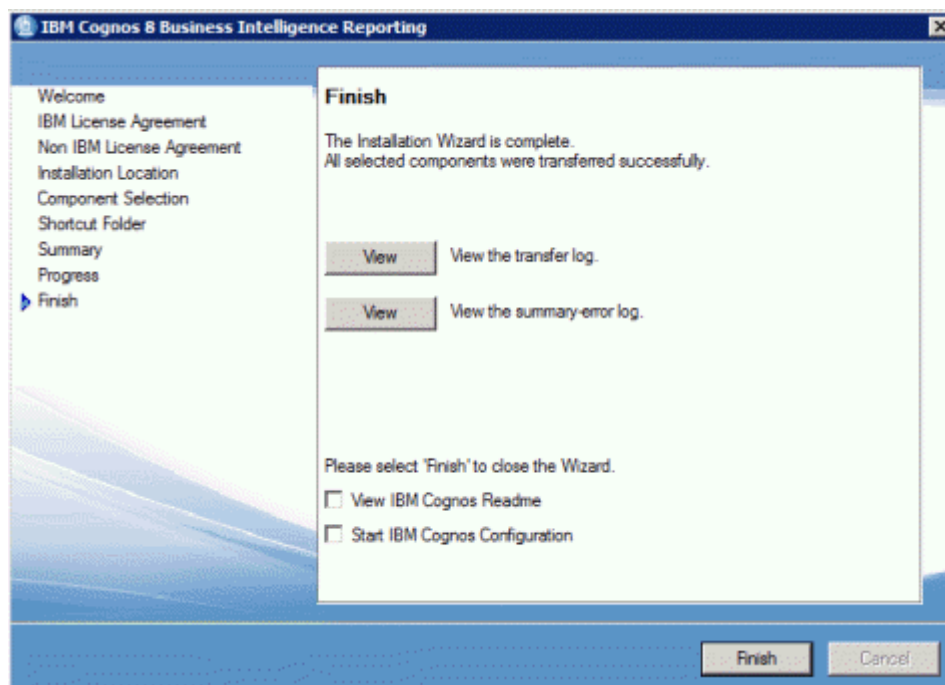 IBM Cognos 8 Business Intelligence Reporting
Welcome
IBM License Agreement
Non IBM License Agreement
Installation Location
Component Selection
Shortcut Folder
Summary
Progress
Finish
Finish
The Installation Wizard is complete.
All selected components were transferred successfully.
View
View the transfer log.
View
View the summary-error log.
Please select 'Finish' to close the Wizard.
View IBM Cognos Readme
Start IBM Cognos Configuration
Finish
Cancel